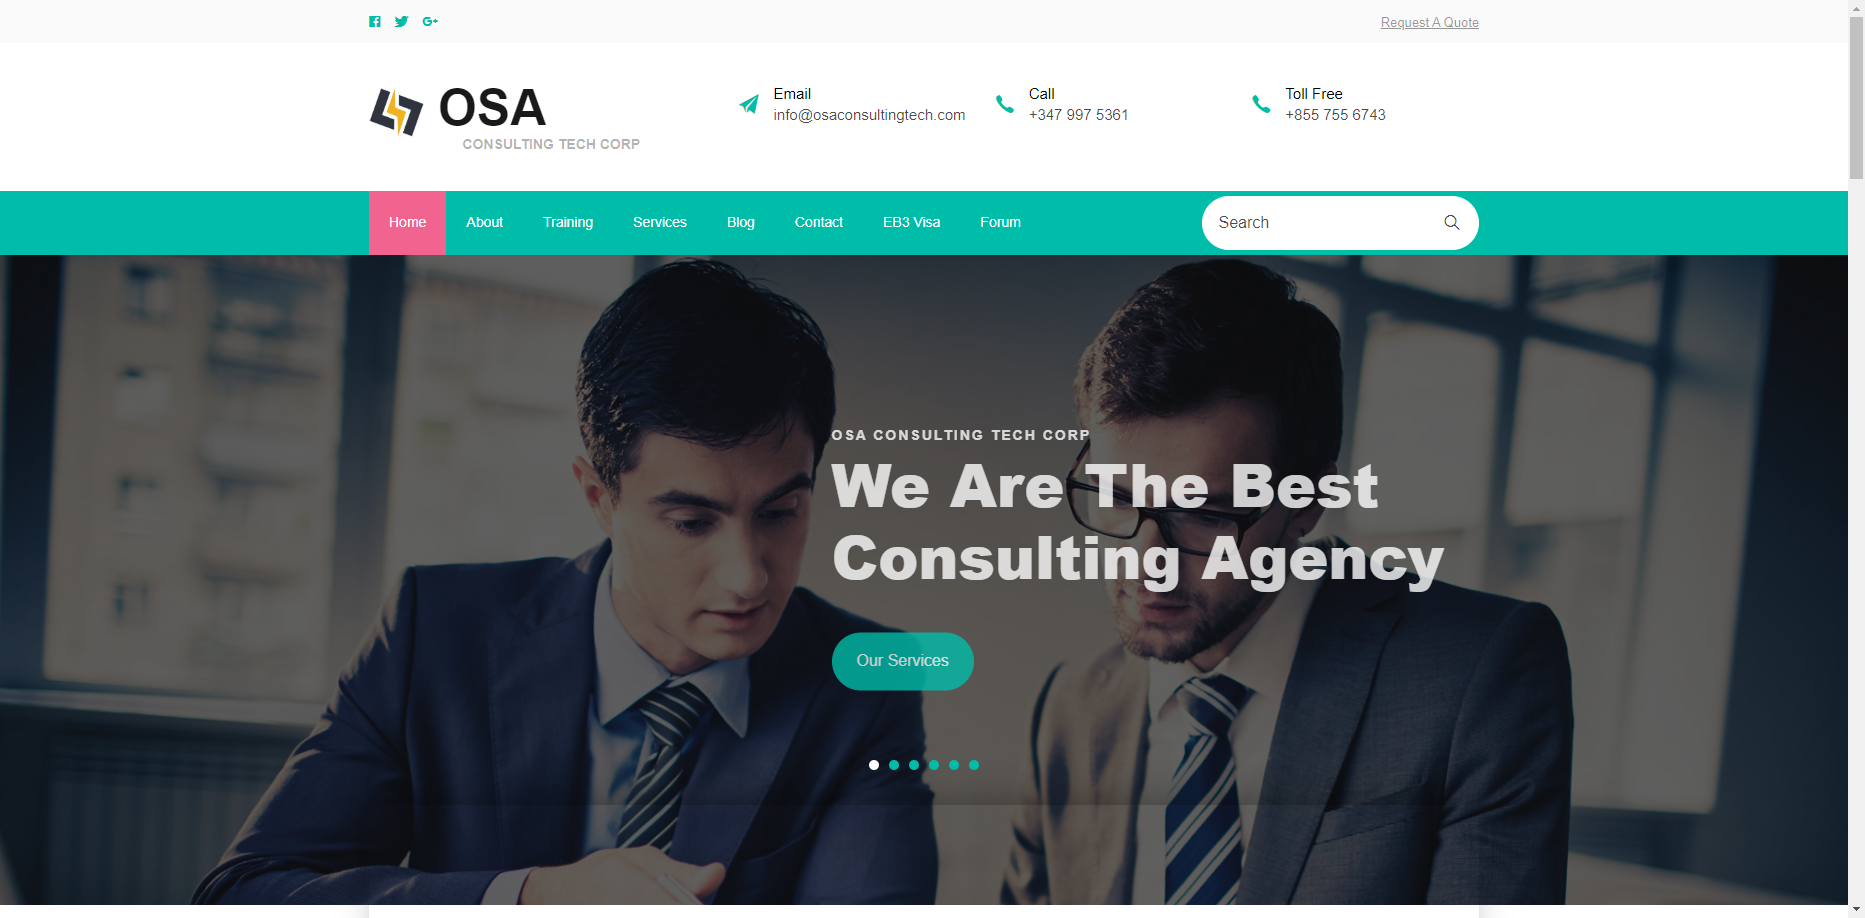 Request A Quote
OSA
CONSULTING TECH CORP
Email
info@osaconsultingtech.com
Call
+347 997 5361
Toll Free
+855 755 6743
Home
About
Training
Services
Blog
Contact
EB3 Visa
Forum
Search
OSA CONSULTING TECH CORP
We Are The Best
Consulting Agency
Our Services